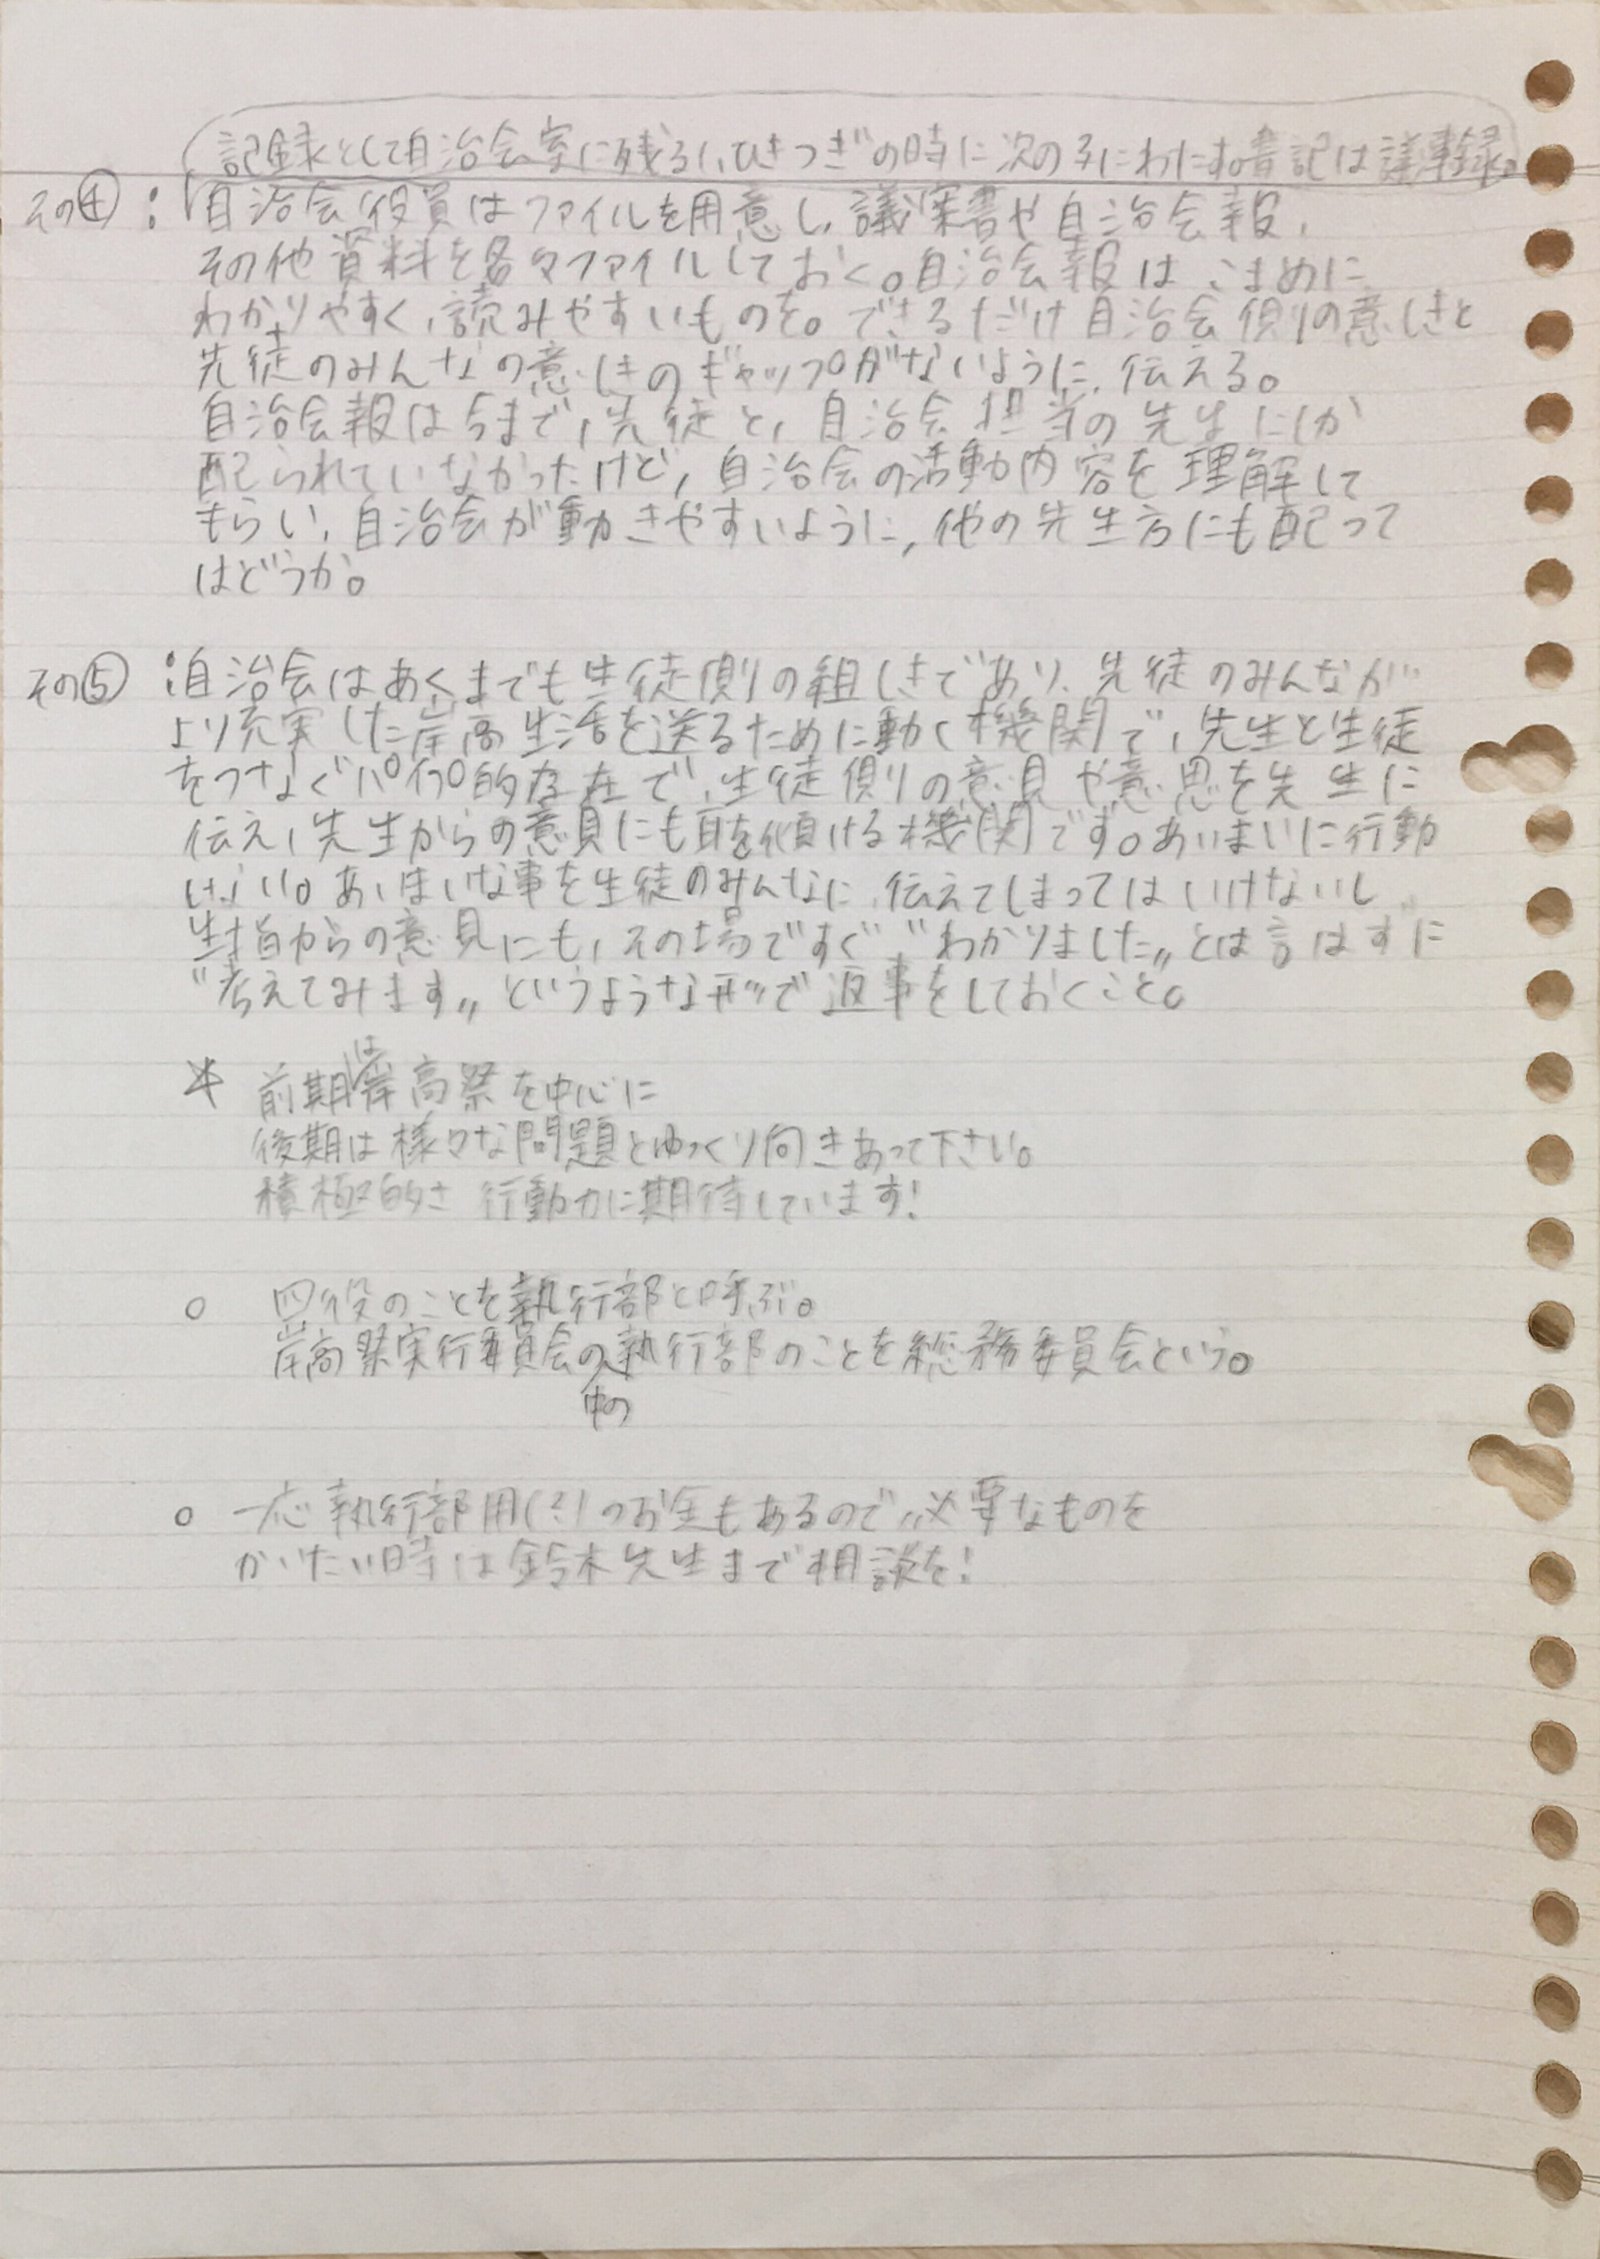 記録として自治会室に残るし、ひきつぎの時に次の子にわたす。書記は議事録。
その④:自治会役員はファイルを用意し、議案書や自治会報、
その他資料を各々ファイルしておく。自治会報はこまめに
わかりやすく、読みやすいものを。できるだけ自治会側の意しきと
生徒のみんなの意しきのギャップがないように、伝える。
自治会報は今まで、生徒と、自治会担当の先生にしか
配られていなかったけど、自治会の活動内容を理解して
もらい、自治会が動きやすいように、他の先生方にも配って
はどうか。
その⑤:自治会はあくまでも生徒側の組しきであり、生徒のみんなが
より充実した岸高生活を送るために動く機関で、先生と生徒
をつなぐパイプ的存在で、生徒側の意見や意思を先生に
伝え、先生からの意見にも耳を傾ける機関です。あいまいに行動
しない。あいまいな事を生徒のみんなに伝えてしまってはいけないし
生指からの意見にも、その場ですぐ"わかりました〟とは言はずに
"考えてみます〟というような形で返事をしておくこと。
* 前期は岸高祭を中心に
後期は様々な問題とゆっくり向きあって下さい。
積極的さ 行動力に期待しています!
○ 四役のことを執行部と呼ぶ。
岸高祭実行委員会の中の執行部のことを総務委員会という。
○ 一応執行部用のお金もあるので、必要なものを
かいたい時は鈴木先生まで相談を!